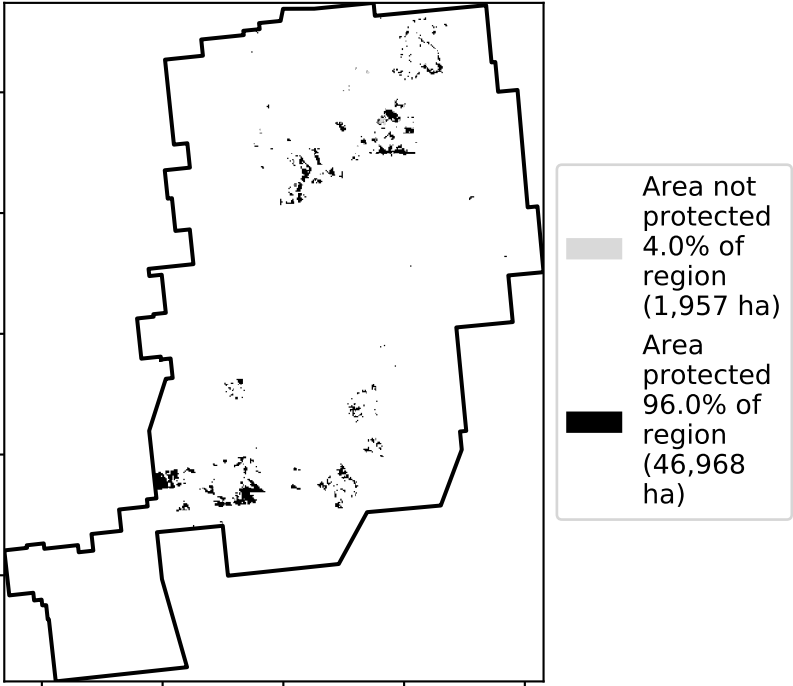 Area not
protected
4.0% of
region
(1,957 ha)
Area
protected
96.0% of
region
(46,968
ha)